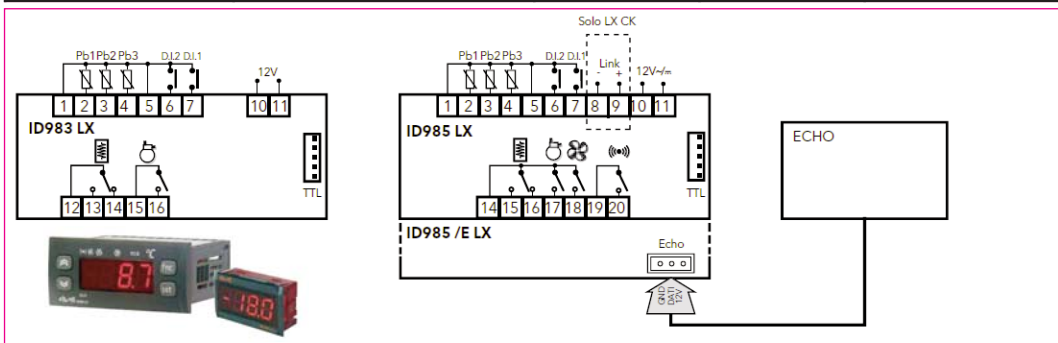 Solo LX CK
Pb1 Pb2 Pb3 D.I.2 D.I.1
12V
1 2 3 4 5 6 7 10 11
ID983 LX
TTL
12 13 14 15 16
Pb1 Pb2 Pb3 D.I.2 D.I.1
Link
- +
12V~/=
1 2 3 4 5 6 7 8 9 10 11
ID985 LX
TTL
14 15 16 17 18 19 20
ID985 /E LX
Echo
GND
DATI
12V
ECHO
°C
8.7
-18.0